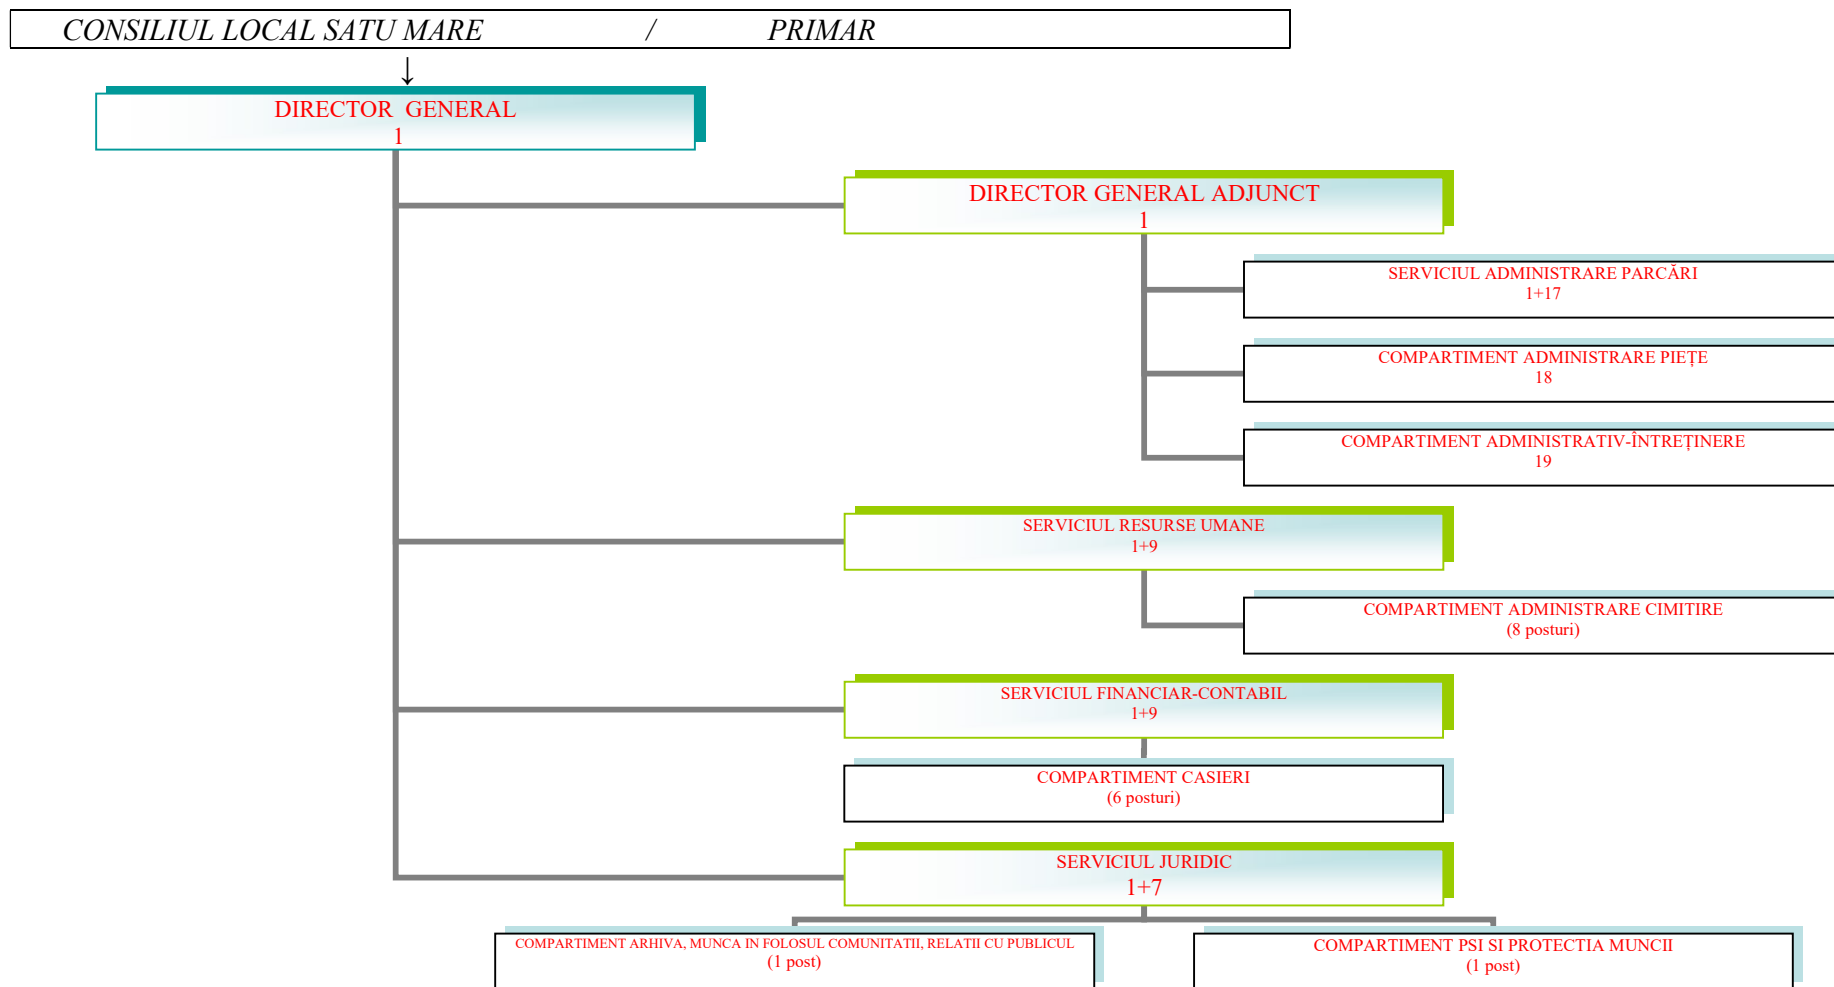 CONSILIUL LOCAL SATU MARE / PRIMAR
↓
DIRECTOR GENERAL
1
DIRECTOR GENERAL ADJUNCT
1
SERVICIUL ADMINISTRARE PARCĂRI
1+17
COMPARTIMENT ADMINISTRARE PIEȚE
18
COMPARTIMENT ADMINISTRATIV-ÎNTREȚINERE
19
SERVICIUL RESURSE UMANE
1+9
COMPARTIMENT ADMINISTRARE CIMITIRE
(8 posturi)
SERVICIUL FINANCIAR-CONTABIL
1+9
COMPARTIMENT CASIERI
(6 posturi)
SERVICIUL JURIDIC
1+7
COMPARTIMENT ARHIVA, MUNCA IN FOLOSUL COMUNITATII, RELATII CU PUBLICUL
(1 post)
COMPARTIMENT PSI SI PROTECTIA MUNCII
(1 post)